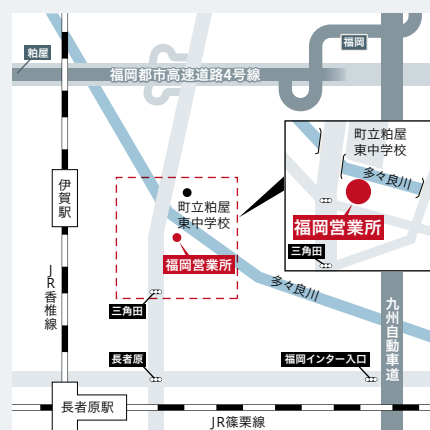 福岡
粕屋
福岡都市高速道路4号線
町立粕屋
東中学校
多々良川
福岡営業所
三角田
伊賀駅
町立粕屋
東中学校
福岡営業所
多々良川
三角田
JR香椎線
九州自動車道
長者原
福岡インター入口
長者原駅
JR篠栗線